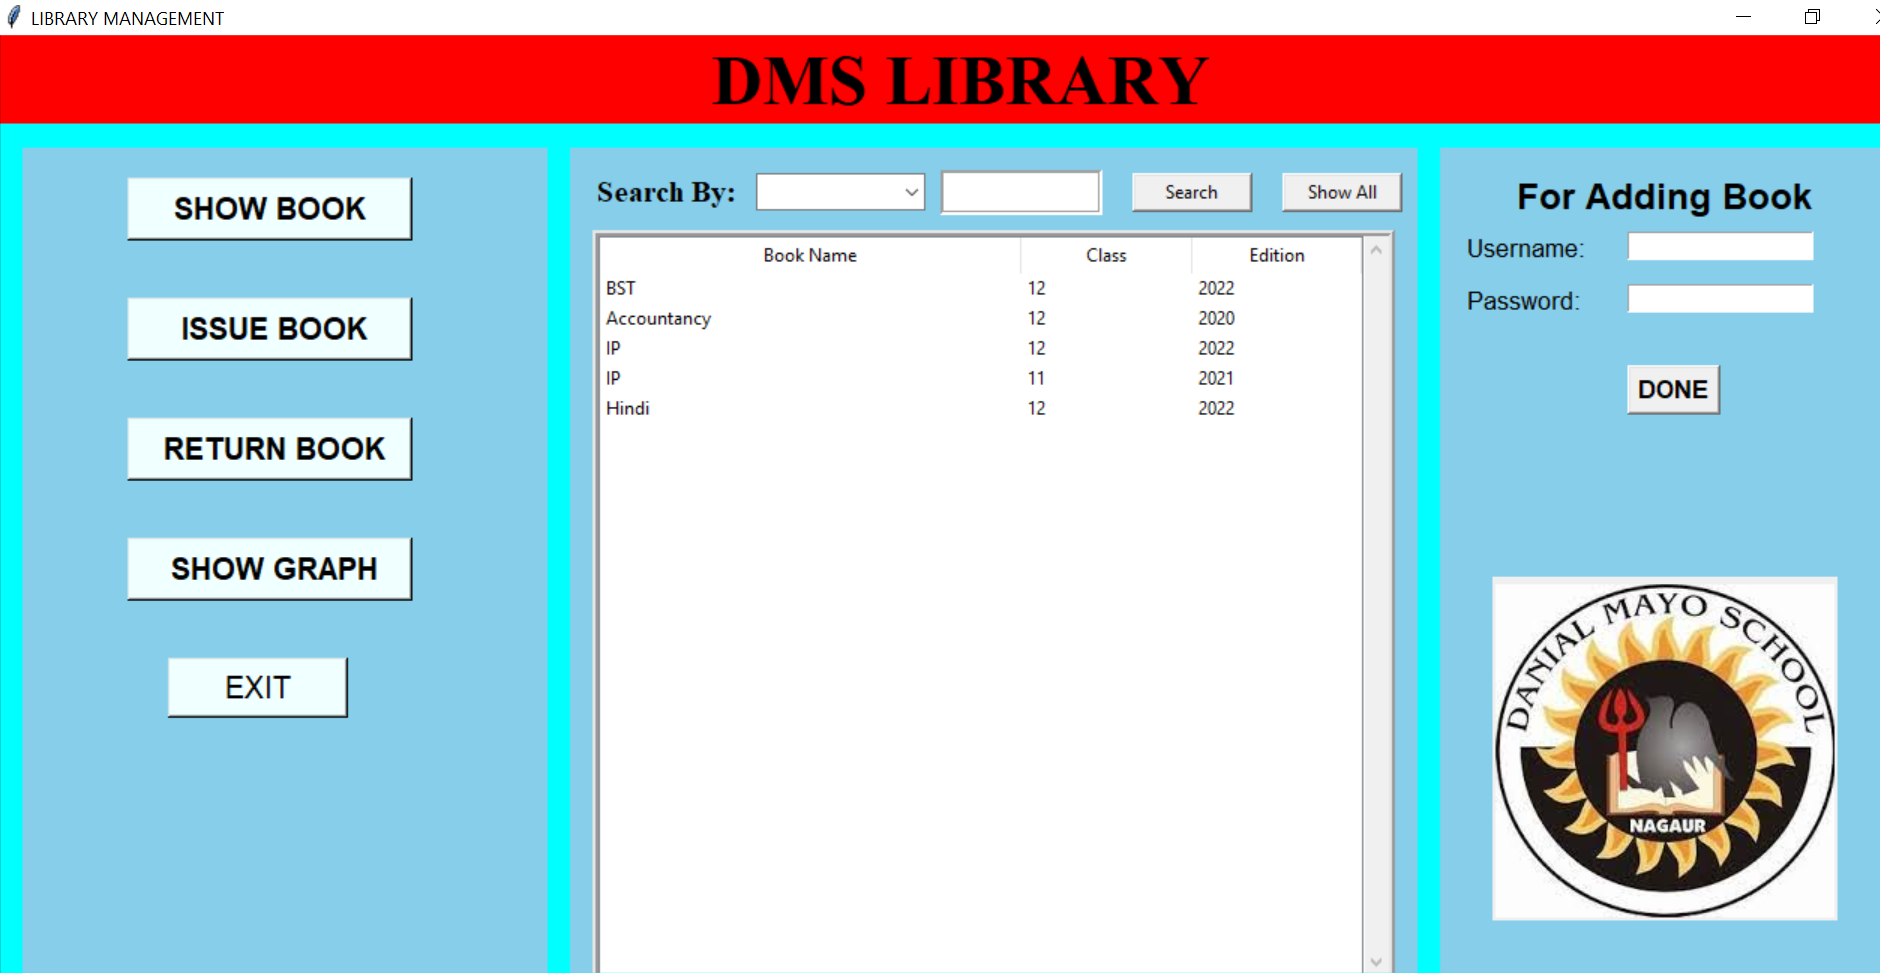 LIBRARY MANAGEMENT
DMS LIBRARY
SHOW BOOK
ISSUE BOOK
RETURN BOOK
SHOW GRAPH
EXIT
Search By:
Search
Show All
Book Name Class Edition
BST 12 2022
Accountancy 12 2020
IP 12 2022
IP 11 2021
Hindi 12 2022
For Adding Book
Username:
Password:
DONE
DANIAL MAYO SCHOOL
NAGAUR